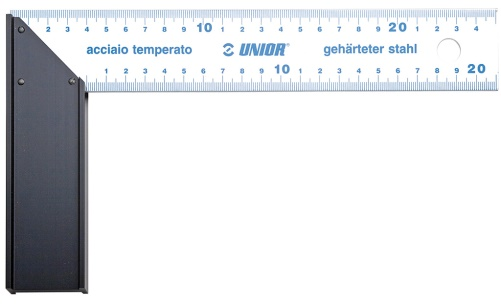 2 3 4 5 6 7 8 9 10 1 2 3 4 5 6 7 8 9 20 1 2 3 4
acciaio temperato UNIOR® gehärteter stahl
1 2 3 4 5 6 7 8 9 10 1 2 3 4 5 6 7 8 9 20